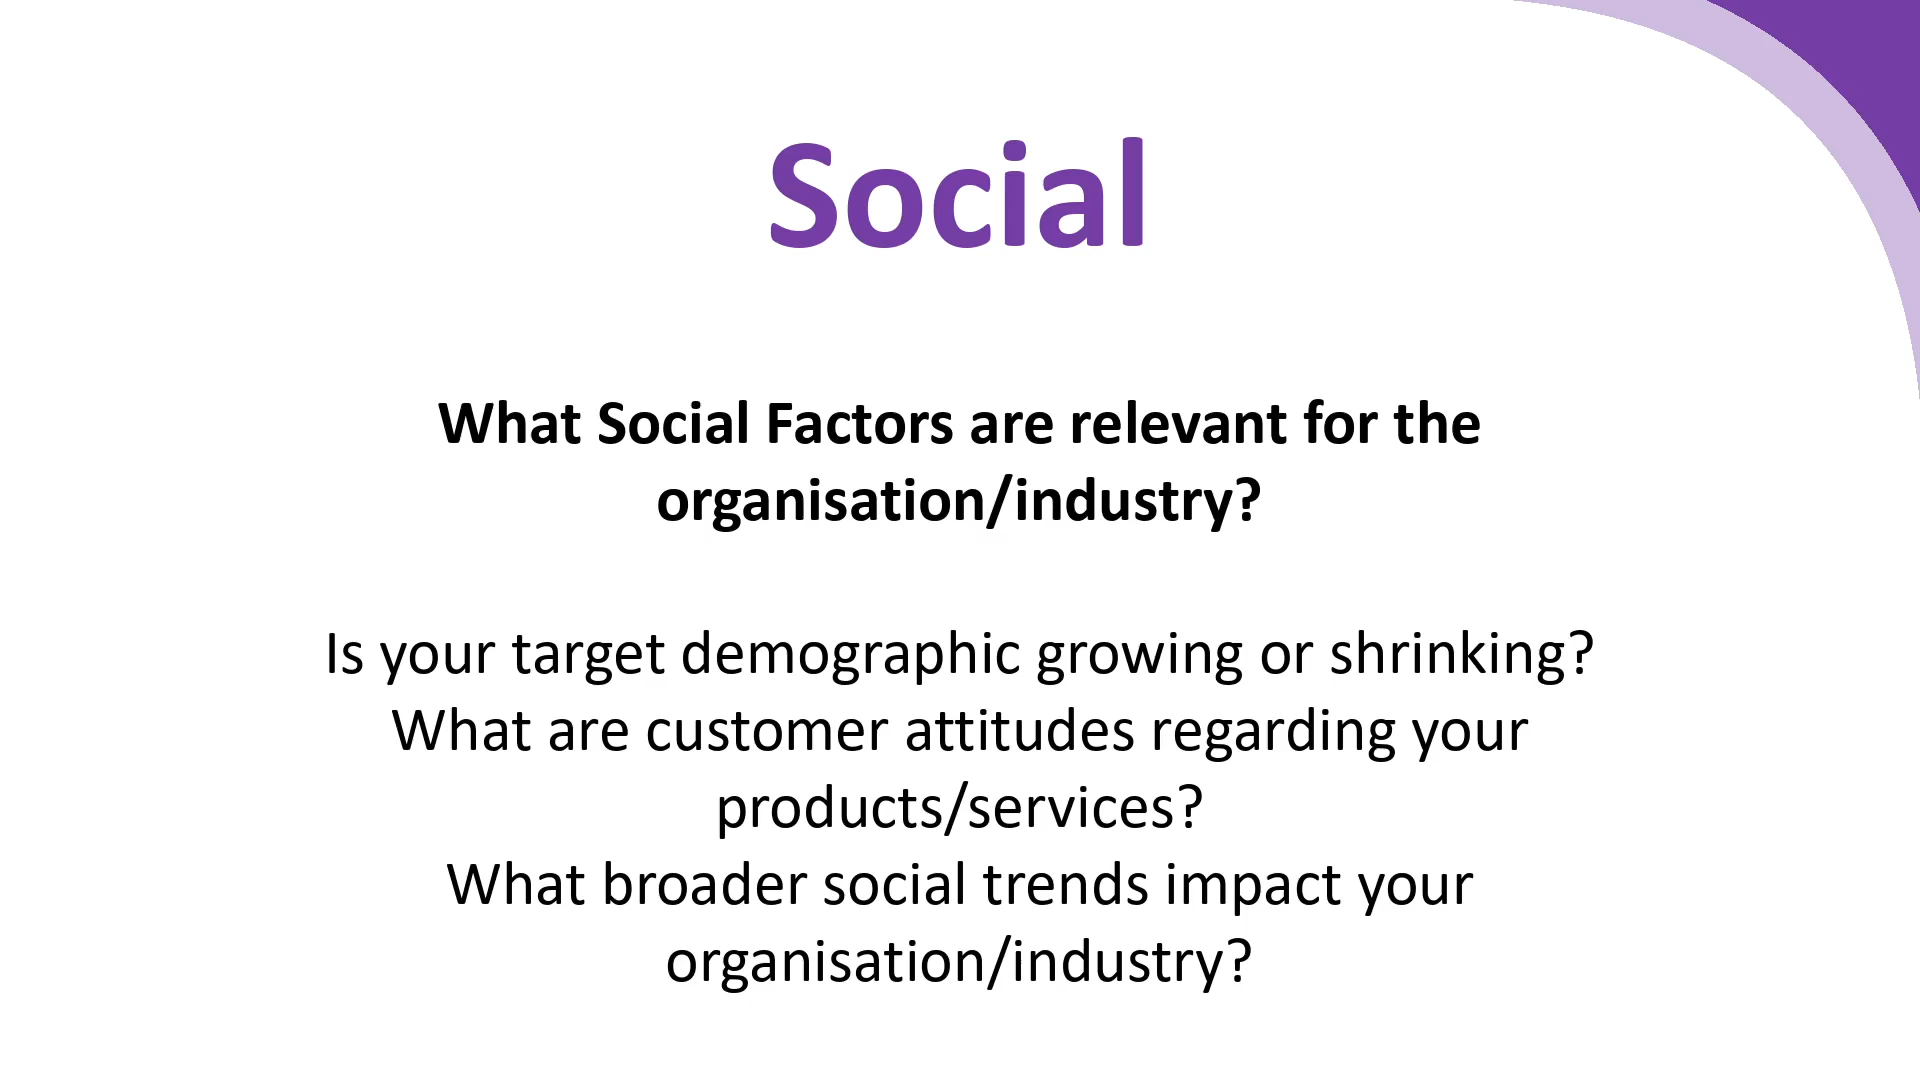 Social
What Social Factors are relevant for the
organisation/industry?
Is your target demographic growing or shrinking?
What are customer attitudes regarding your
products/services?
What broader social trends impact your
organisation/industry?